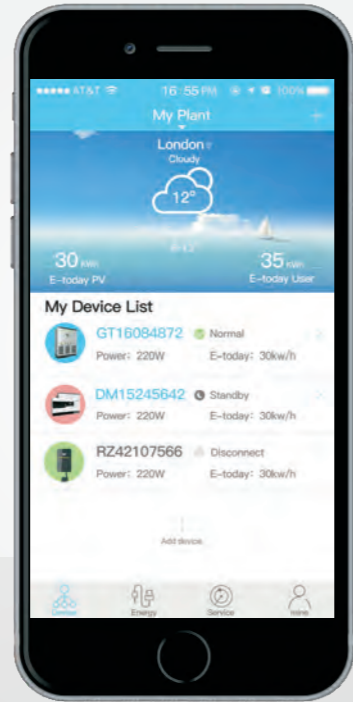 AT&T 16:55 PM 100%
My Plant
London
Cloudy
12°
30 KWH
35 KWH
E-today PV
E-today User
My Device List
GT16084872 Normal
Power: 220W E-today: 30kw/h
DM15245642 Standby
Power: 220W E-today: 30kw/h
RZ42107566 Disconnect
Power: 220W E-today: 30kw/h
Add device
Energy Service mine